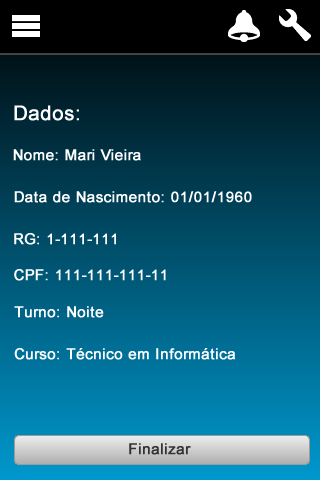 Dados:
Nome: Mari Vieira
Data de Nascimento: 01/01/1960
RG: 1-111-111
CPF: 111-111-111-11
Turno: Noite
Curso: Técnico em Informática
Finalizar